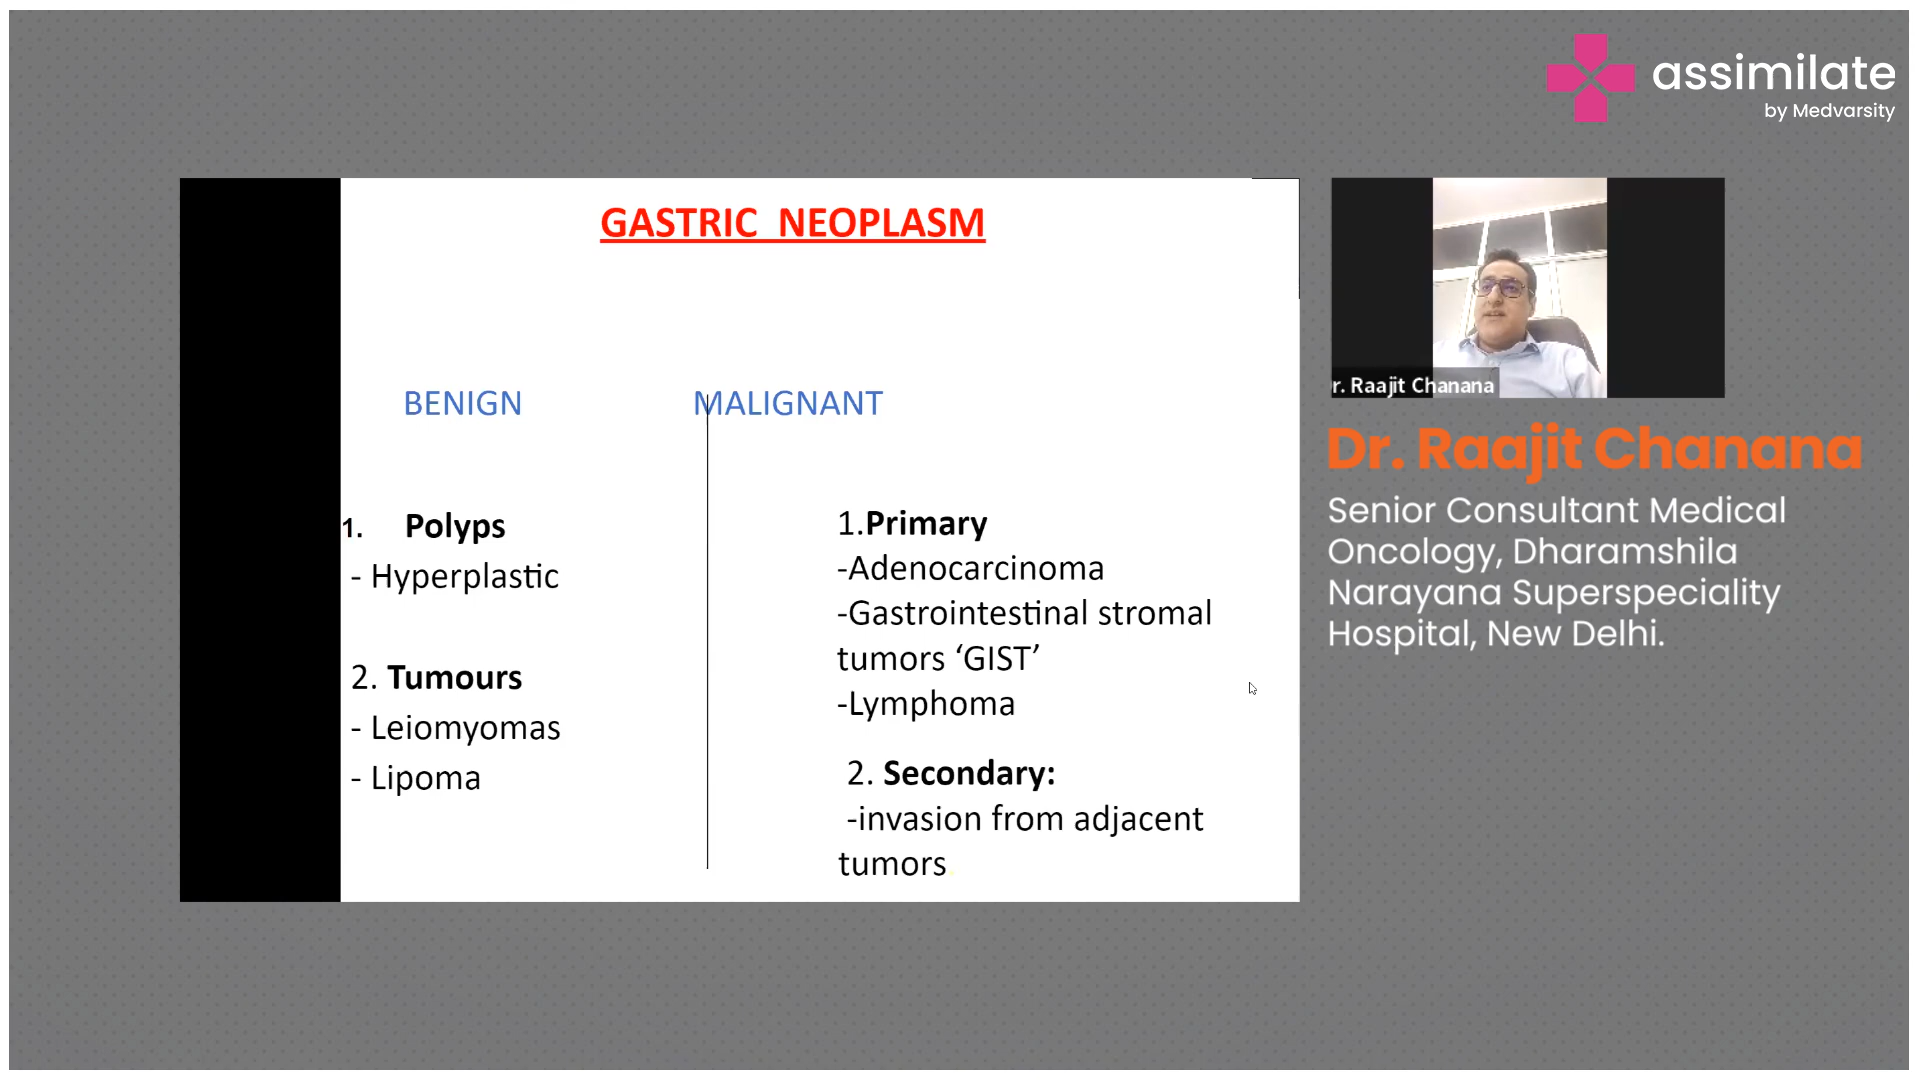 assimilate
by Medvarsity
GASTRIC NEOPLASM
BENIGN
MALIGNANT
1. Polyps
- Hyperplastic
2. Tumours
- Leiomyomas
- Lipoma
1.Primary
-Adenocarcinoma
-Gastrointestinal stromal
tumors ‘GIST’
-Lymphoma
2. Secondary:
-invasion from adjacent
tumors.
r. Raajit Chanana
Dr. Raajit Chanana
Senior Consultant Medical
Oncology, Dharamshila
Narayana Superspeciality
Hospital, New Delhi.